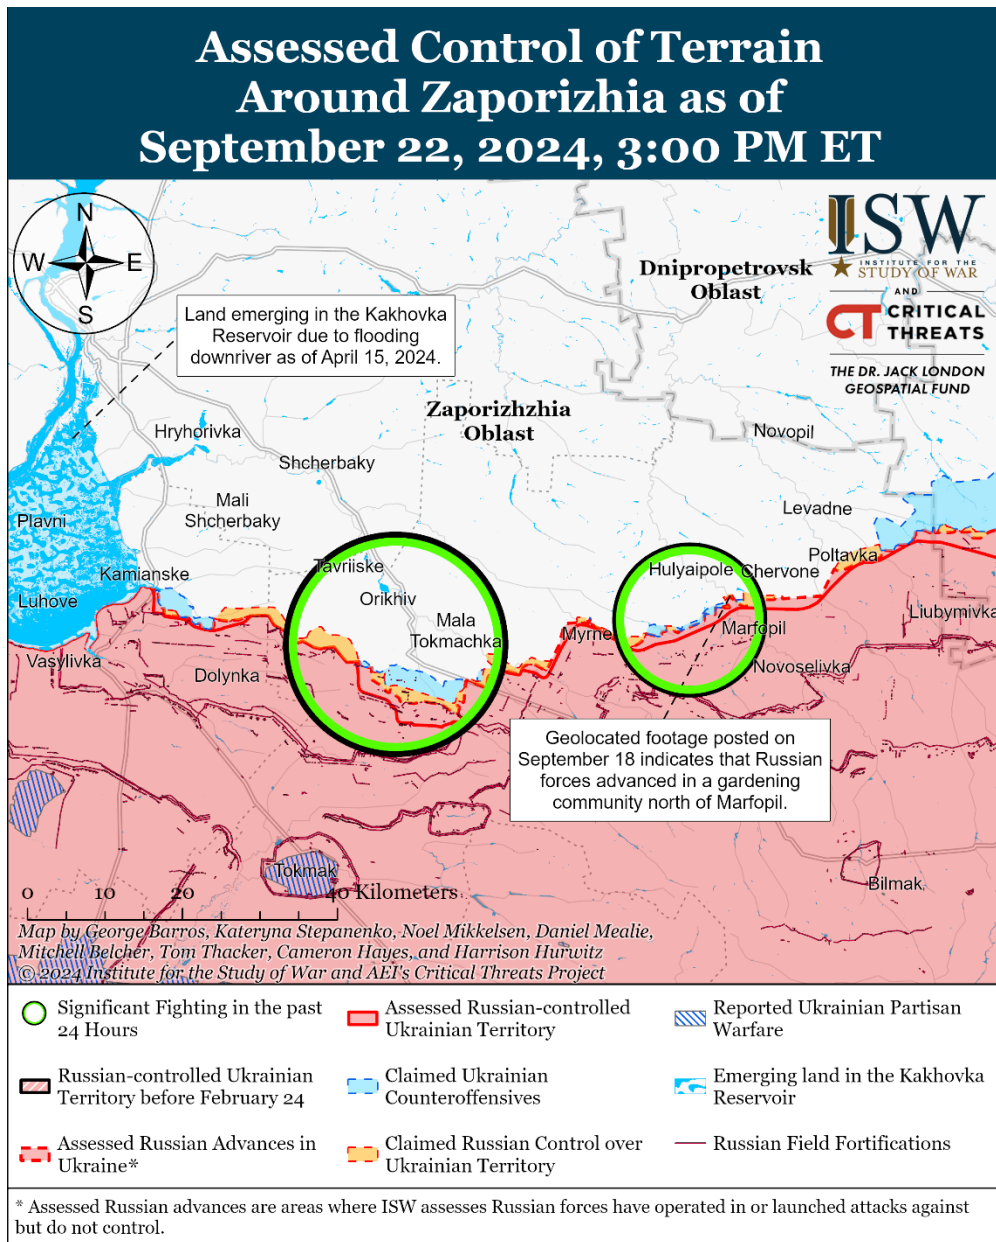 Assessed Control of Terrain
Around Zaporizhia as of
September 22, 2024, 3:00 PM ET
N
W
E
S
ISW
INSTITUTE FOR THE
STUDY OF WAR
AND
CT CRITICAL
THREATS
THE DR. JACK LONDON
GEOSPATIAL FUND
Dnipropetrovsk
Oblast
Land emerging in the Kakhovka
Reservoir due to flooding
downriver as of April 15, 2024.
Zaporizhzhia
Oblast
Hryhorivka
Novopil
Shcherbaky
Mali
Shcherbaky
Levadne
Plavni
Poltavka
Tavriiske
Hulyaipole
Chervone
Kamianske
Orikhiv
Luhove
Liubymivka
Mala
Tokmachka
Myrne
Marfopil
Vasylivka
Dolynka
Novoselivka
Geolocated footage posted on
September 18 indicates that Russian
forces advanced in a gardening
community north of Marfopil.
Tokmak
Bilmak
0 10 20 40 Kilometers
Map by George Barros, Kateryna Stepanenko, Noel Mikkelsen, Daniel Mealie,
Mitchell Belcher, Tom Thacker, Cameron Hayes, and Harrison Hurwitz
© 2024 Institute for the Study of War and AEI's Critical Threats Project
Significant Fighting in the past
24 Hours
Russian-controlled Ukrainian
Territory before February 24
Assessed Russian Advances in
Ukraine*
Assessed Russian-controlled
Ukrainian Territory
Claimed Ukrainian
Counteroffensives
Claimed Russian Control over
Ukrainian Territory
Reported Ukrainian Partisan
Warfare
Emerging land in the Kakhovka
Reservoir
Russian Field Fortifications
* Assessed Russian advances are areas where ISW assesses Russian forces have operated in or launched attacks against
but do not control.